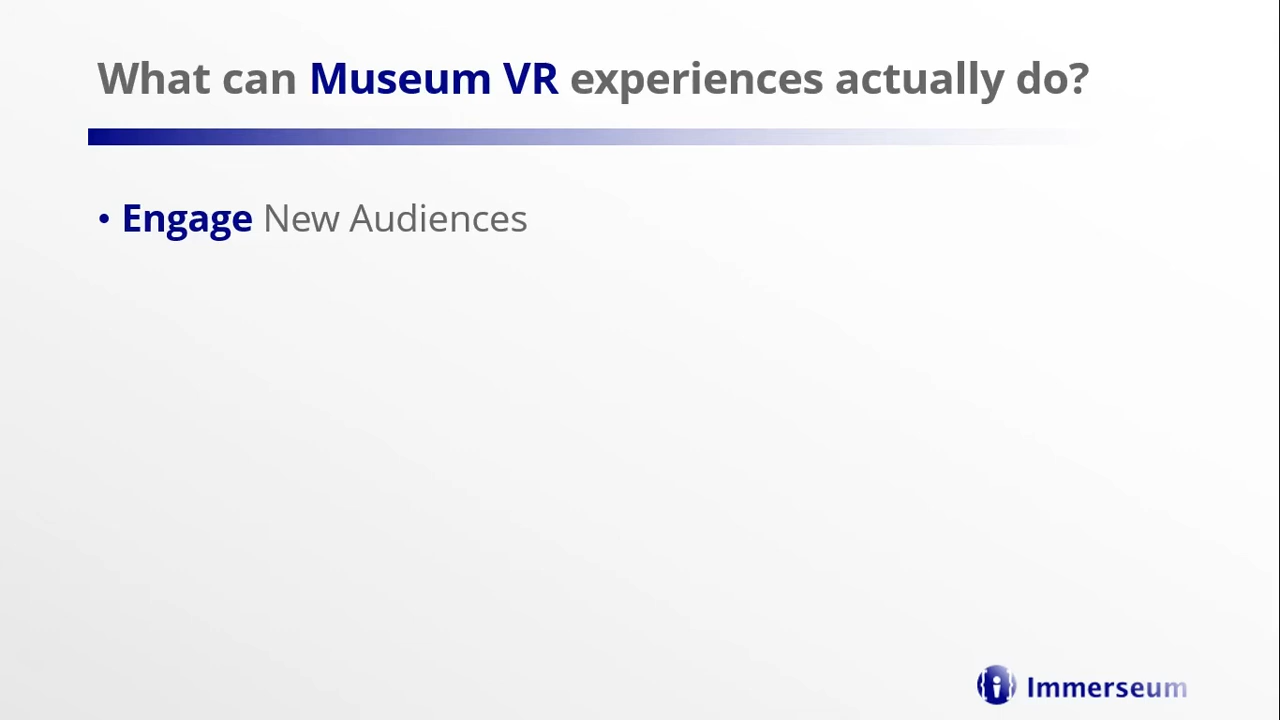 What can Museum VR experiences actually do?
• Engage New Audiences
Immerseum